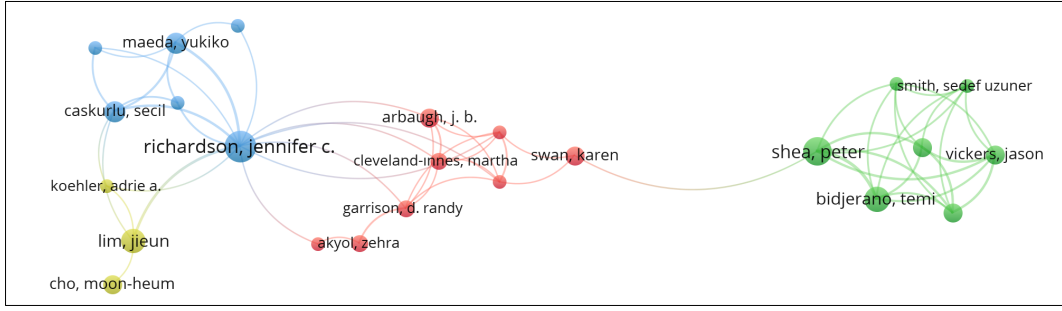 maeda, yukiko
caskurlu, secil
richardson, jennifer c.
koehler, adrie a.
lim, jieun
cho, moon-heum
arbaugh, j. b.
cleveland-ınnes, martha
swan, karen
garrison, d. randy
akyol, zehra
smith, sedef uzuner
shea, peter
vickers, jason
bidjerano, temi